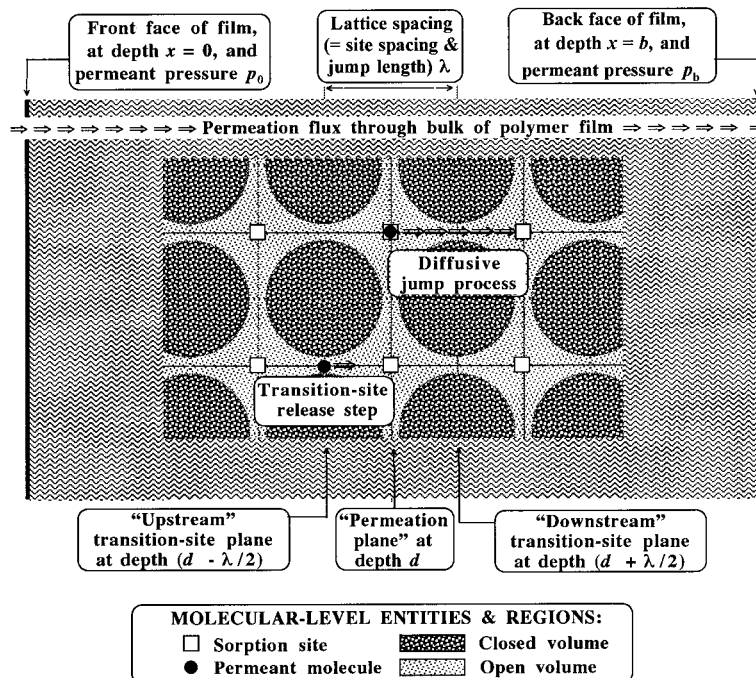 Front face of film,
at depth x = 0, and
permeant pressure p0
Lattice spacing
(= site spacing &
jump length) λ
Back face of film,
at depth x = b, and
permeant pressure pb
Permeation flux through bulk of polymer film
Diffusive
jump process
Transition-site
release step
“Upstream”
transition-site plane
at depth (d - λ/2)
“Permeation
plane” at
depth d
“Downstream”
transition-site plane
at depth (d + λ/2)
MOLECULAR-LEVEL ENTITIES & REGIONS:
Sorption site
Closed volume
Permeant molecule
Open volume